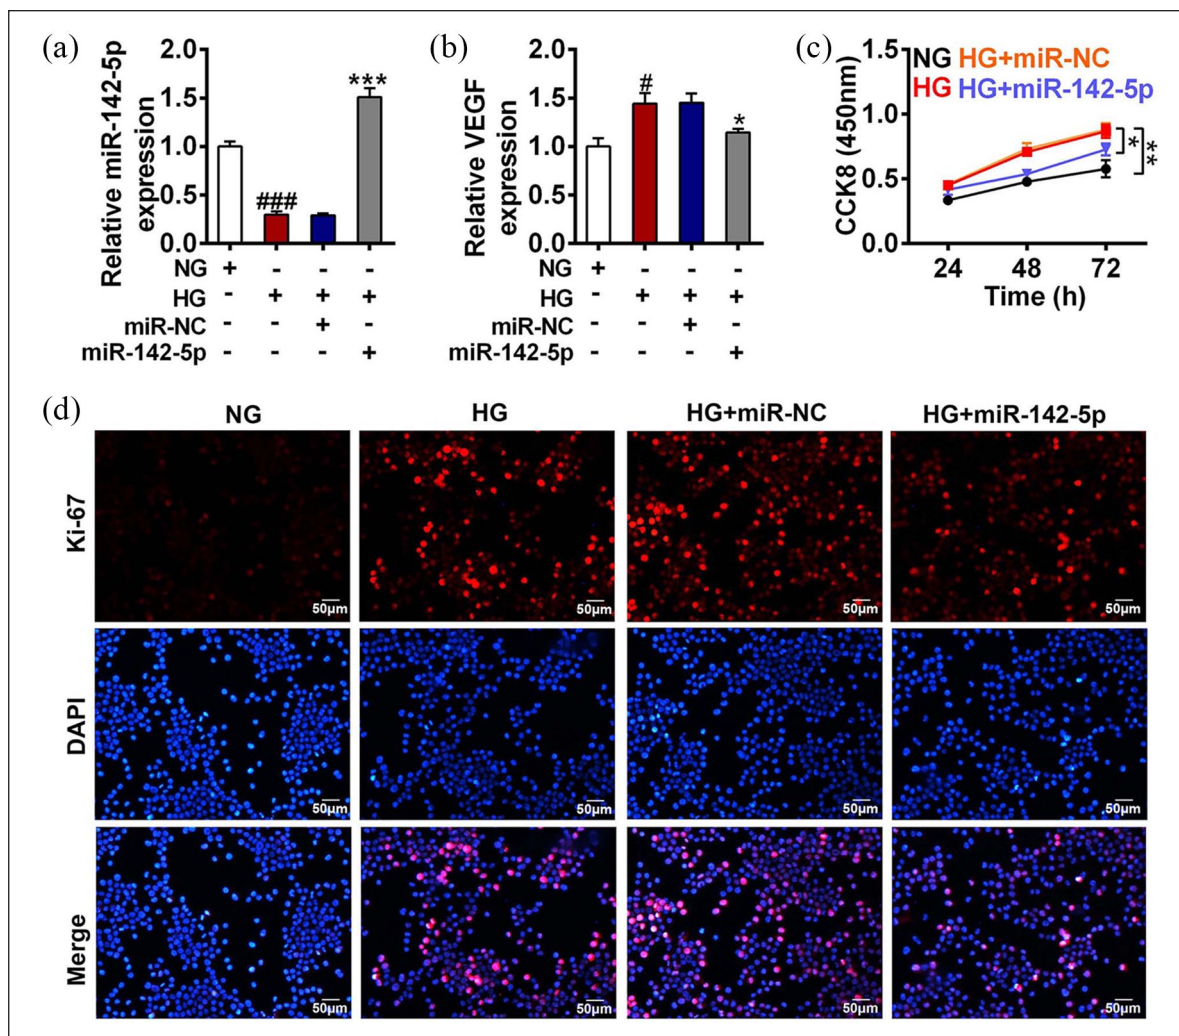 (a)
Relative miR-142-5p
expression
2.0
1.5
1.0
0.5
0.0
###
***
NG + - - -
HG - + + +
miR-NC - - + -
miR-142-5p - - - +
(b)
Relative VEGF
expression
2.0
1.5
1.0
0.5
0.0
#
*
NG + - - -
HG - + + +
miR-NC - - + -
miR-142-5p - - - +
(c)
CCK8 (450nm)
1.5
1.0
0.5
0.0
NG HG+miR-NC
HG HG+miR-142-5p
*
**
24 48 72
Time (h)
(d)
NG HG HG+miR-NC HG+miR-142-5p
Ki-67
50μm 50μm 50μm 50μm
DAPI
50μm 50μm 50μm 50μm
Merge
50μm 50μm 50μm 50μm